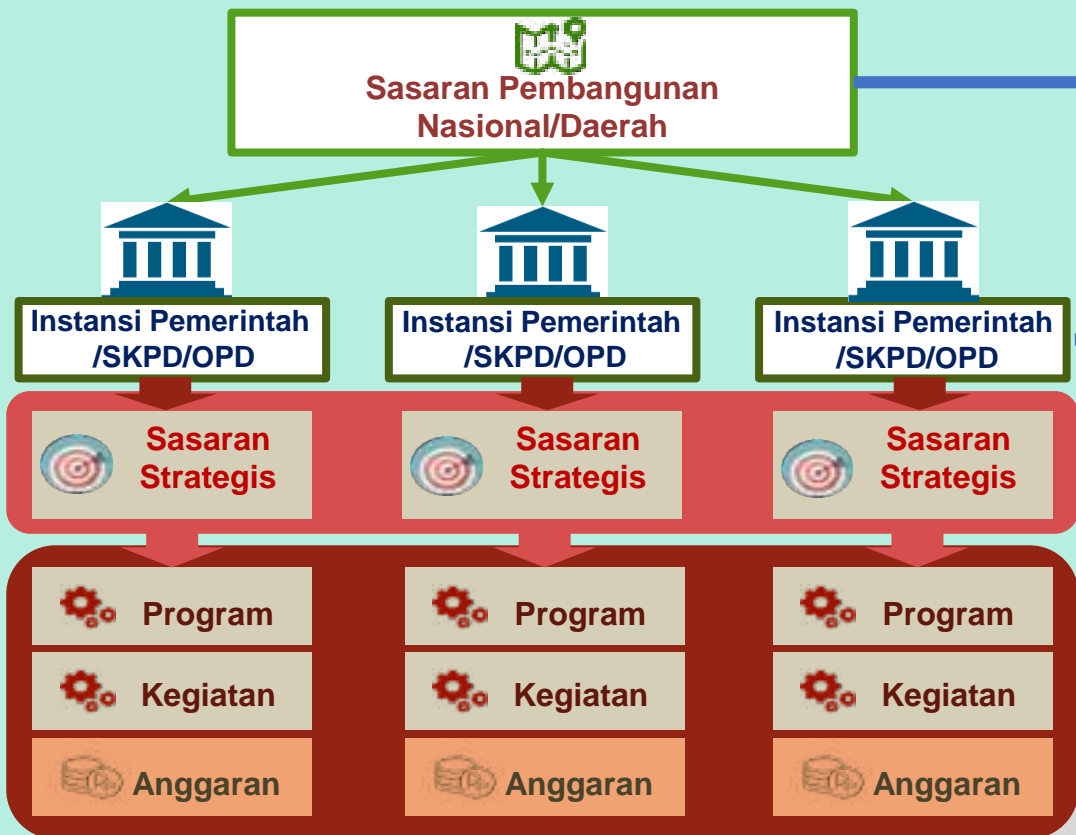 Sasaran Pembangunan
Nasional/Daerah
Instansi Pemerintah
/SKPD/OPD
Instansi Pemerintah
/SKPD/OPD
Instansi Pemerintah
/SKPD/OPD
Sasaran
Strategis
Sasaran
Strategis
Sasaran
Strategis
Program
Program
Program
Kegiatan
Kegiatan
Kegiatan
Anggaran
Anggaran
Anggaran